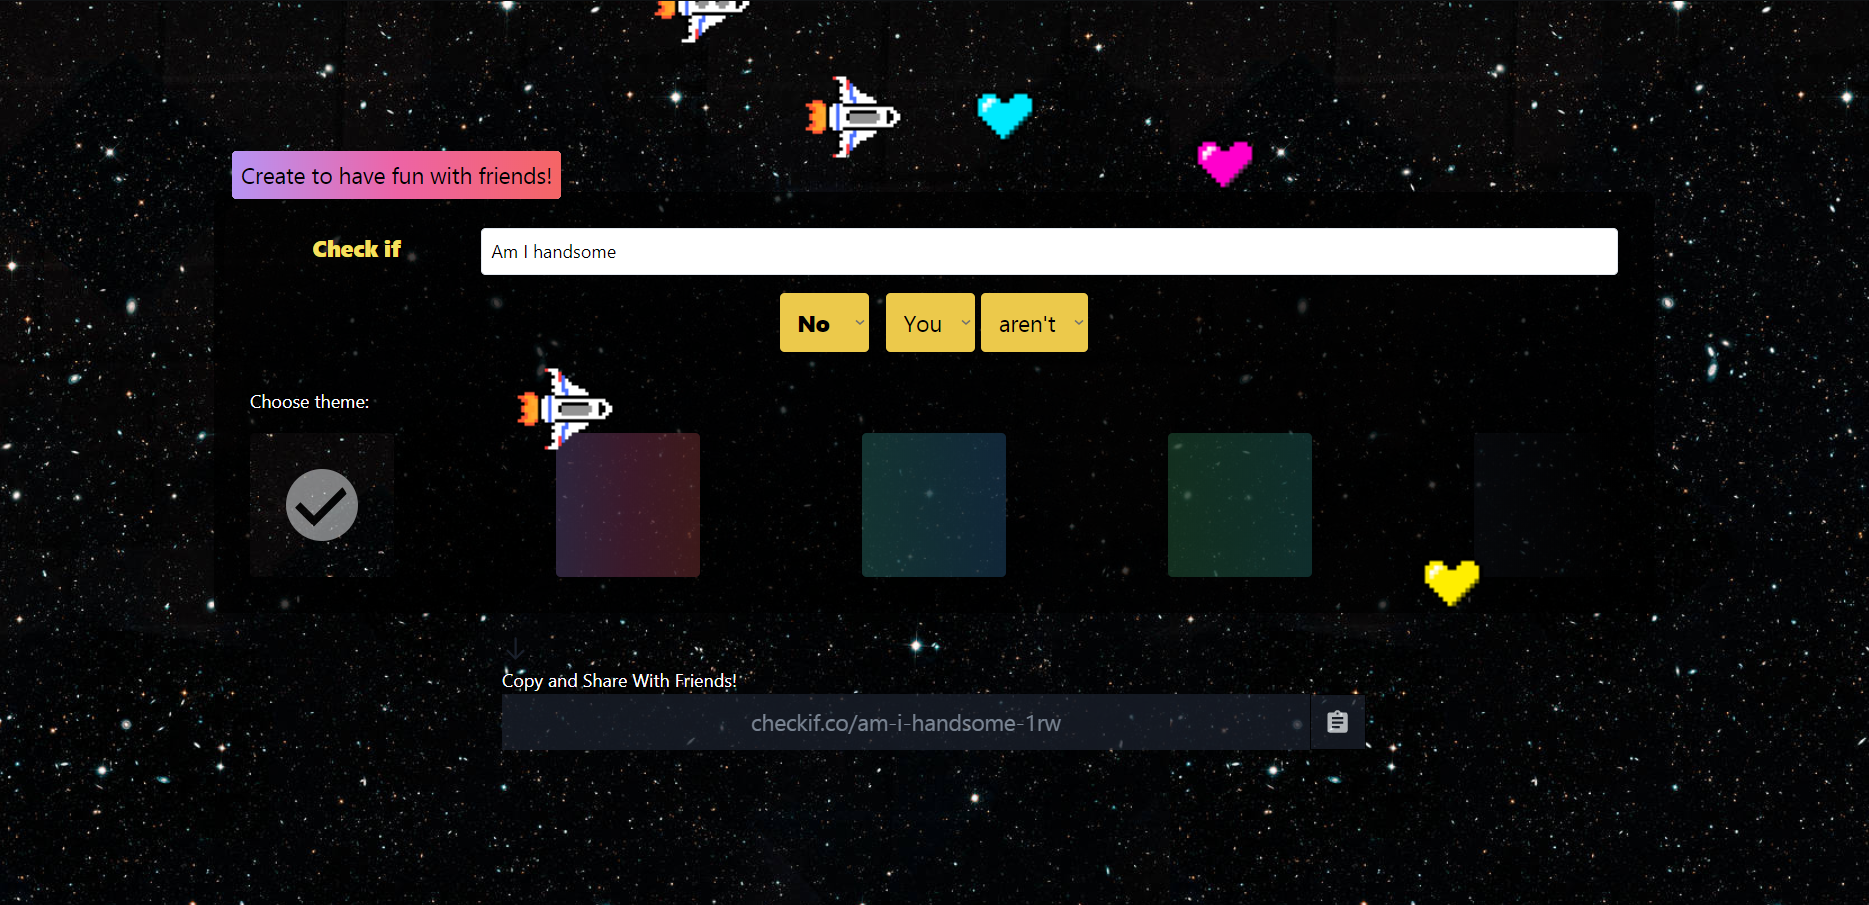 Create to have fun with friends!
Check if
Am I handsome
No You aren't
Choose theme:
Copy and Share With Friends!
checkif.co/am-i-handsome-1rw